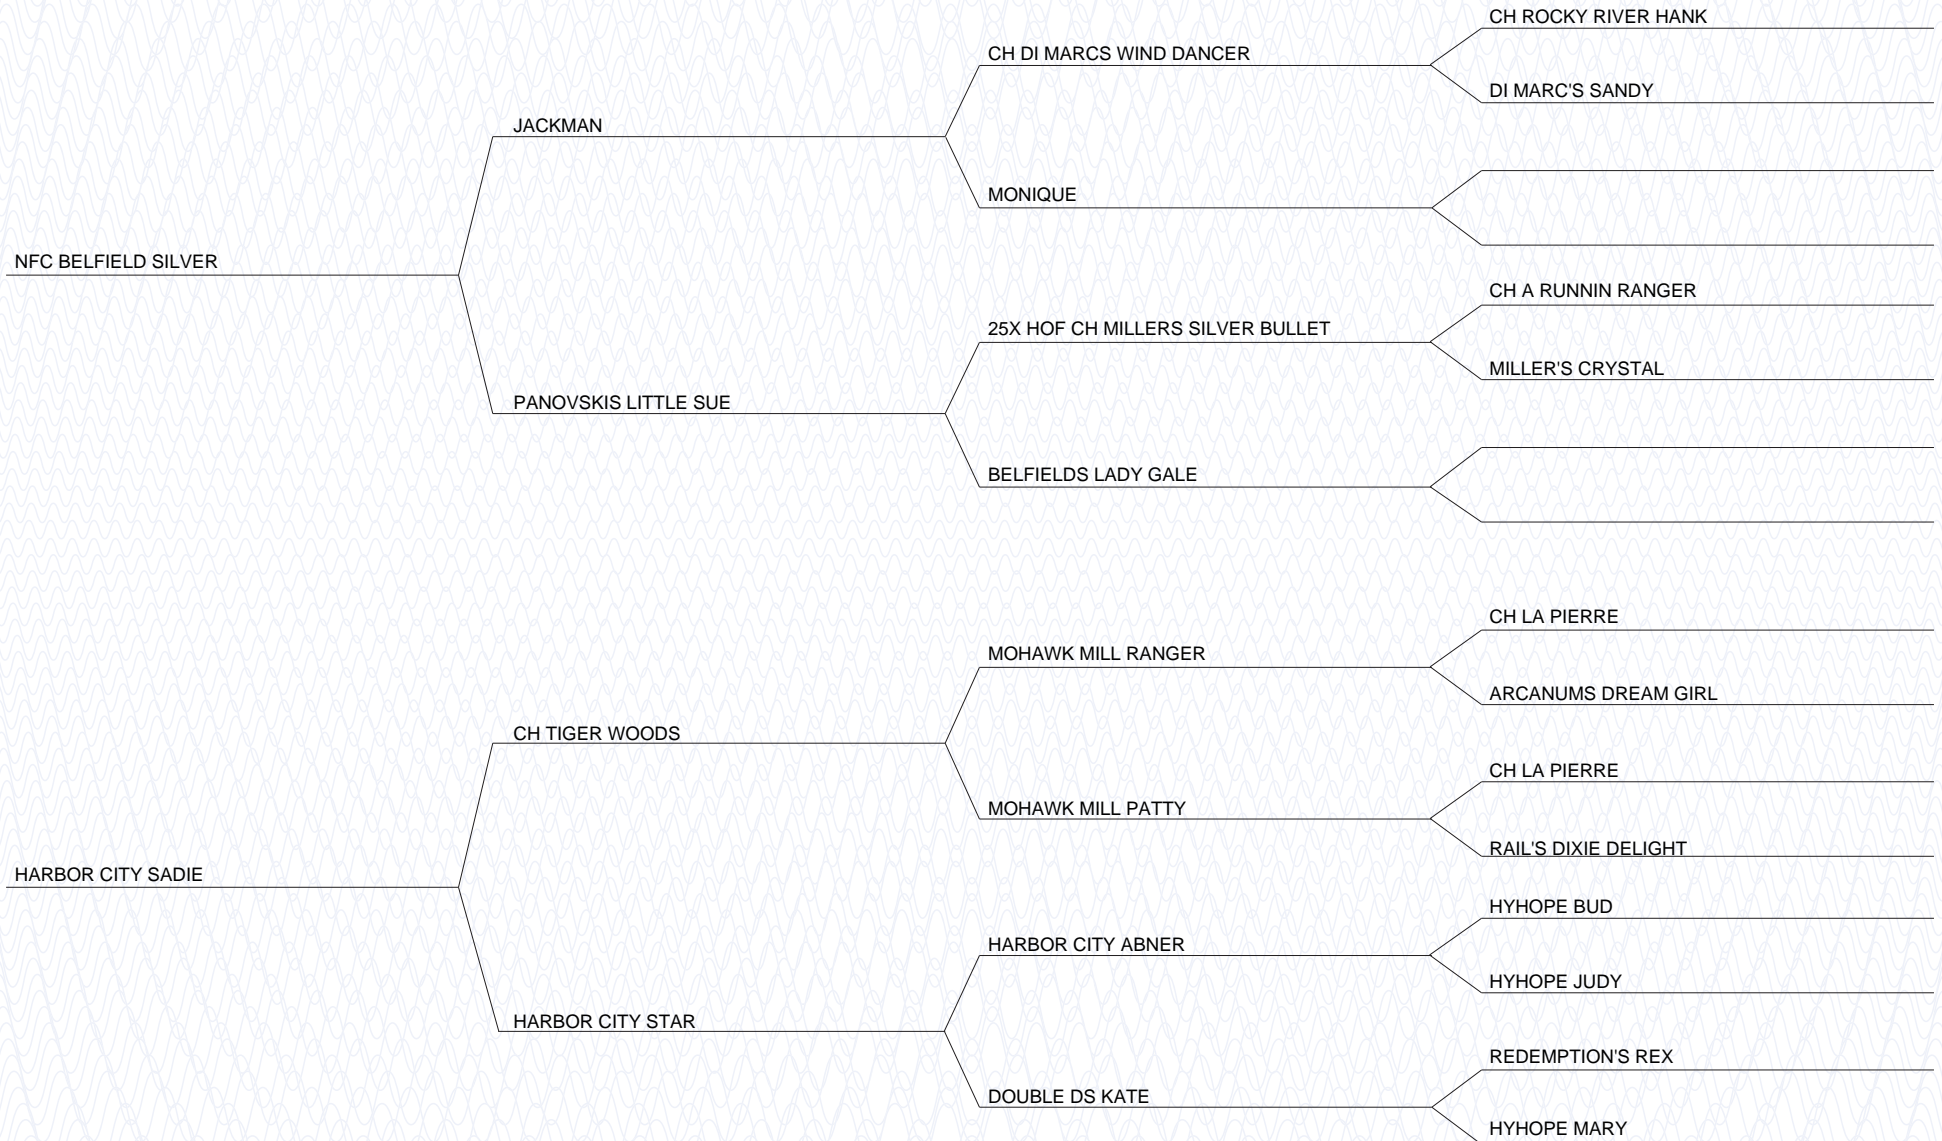 CH ROCKY RIVER HANK
CH DI MARCS WIND DANCER
DI MARC'S SANDY
JACKMAN
MONIQUE
NFC BELFIELD SILVER
CH A RUNNIN RANGER
25X HOF CH MILLERS SILVER BULLET
MILLER'S CRYSTAL
PANOVSKIS LITTLE SUE
BELFIELDS LADY GALE
CH LA PIERRE
MOHAWK MILL RANGER
ARCANUMS DREAM GIRL
CH TIGER WOODS
CH LA PIERRE
MOHAWK MILL PATTY
RAIL'S DIXIE DELIGHT
HARBOR CITY SADIE
HYHOPE BUD
HARBOR CITY ABNER
HYHOPE JUDY
HARBOR CITY STAR
REDEMPTION'S REX
DOUBLE DS KATE
HYHOPE MARY